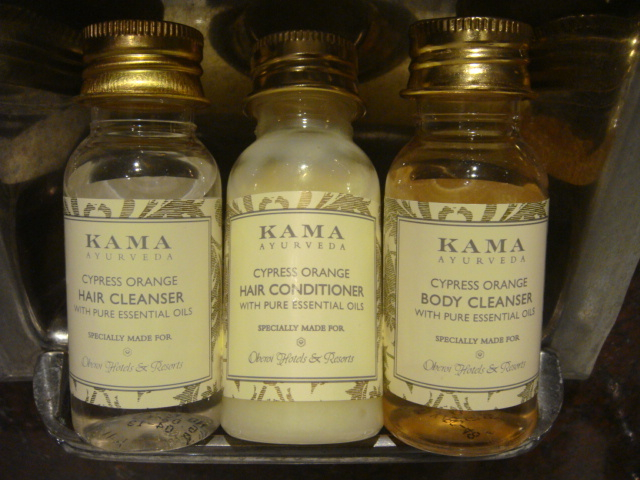 KAMA
AYURVEDA
CYPRESS ORANGE
HAIR CLEANSER
WITH PURE ESSENTIAL OILS
SPECIALLY MADE FOR
Oberoi Hotels & Resorts
KAMA
AYURVEDA
CYPRESS ORANGE
HAIR CONDITIONER
WITH PURE ESSENTIAL OILS
SPECIALLY MADE FOR
Oberoi Hotels & Resorts
KAMA
AYURVEDA
CYPRESS ORANGE
BODY CLEANSER
WITH PURE ESSENTIAL OILS
SPECIALLY MADE FOR
Oberoi Hotels & Resorts